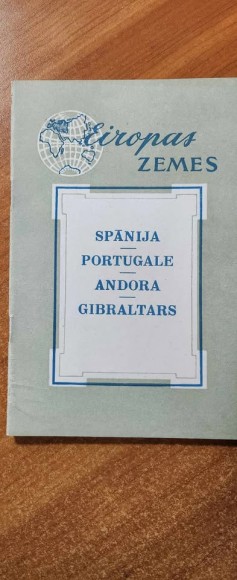 Eiropas
ZEMES
SPĀNIJA
PORTUGALE
ANDORA
GIBRALTARS